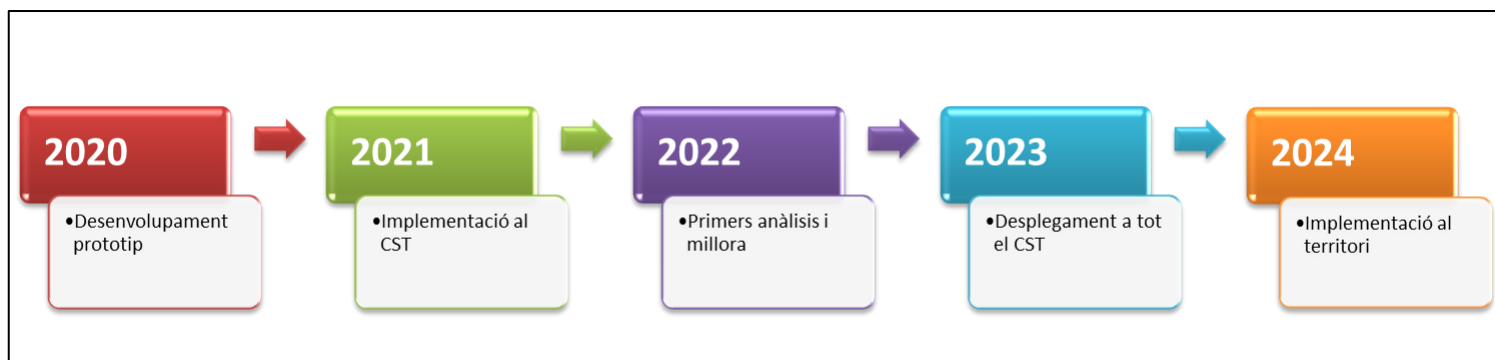 2020
•Desenvolupament
prototip
2021
•Implementació al
CST
2022
•Primers anàlisis i
millora
2023
•Desplegament a tot
el CST
2024
•Implementació al
territori